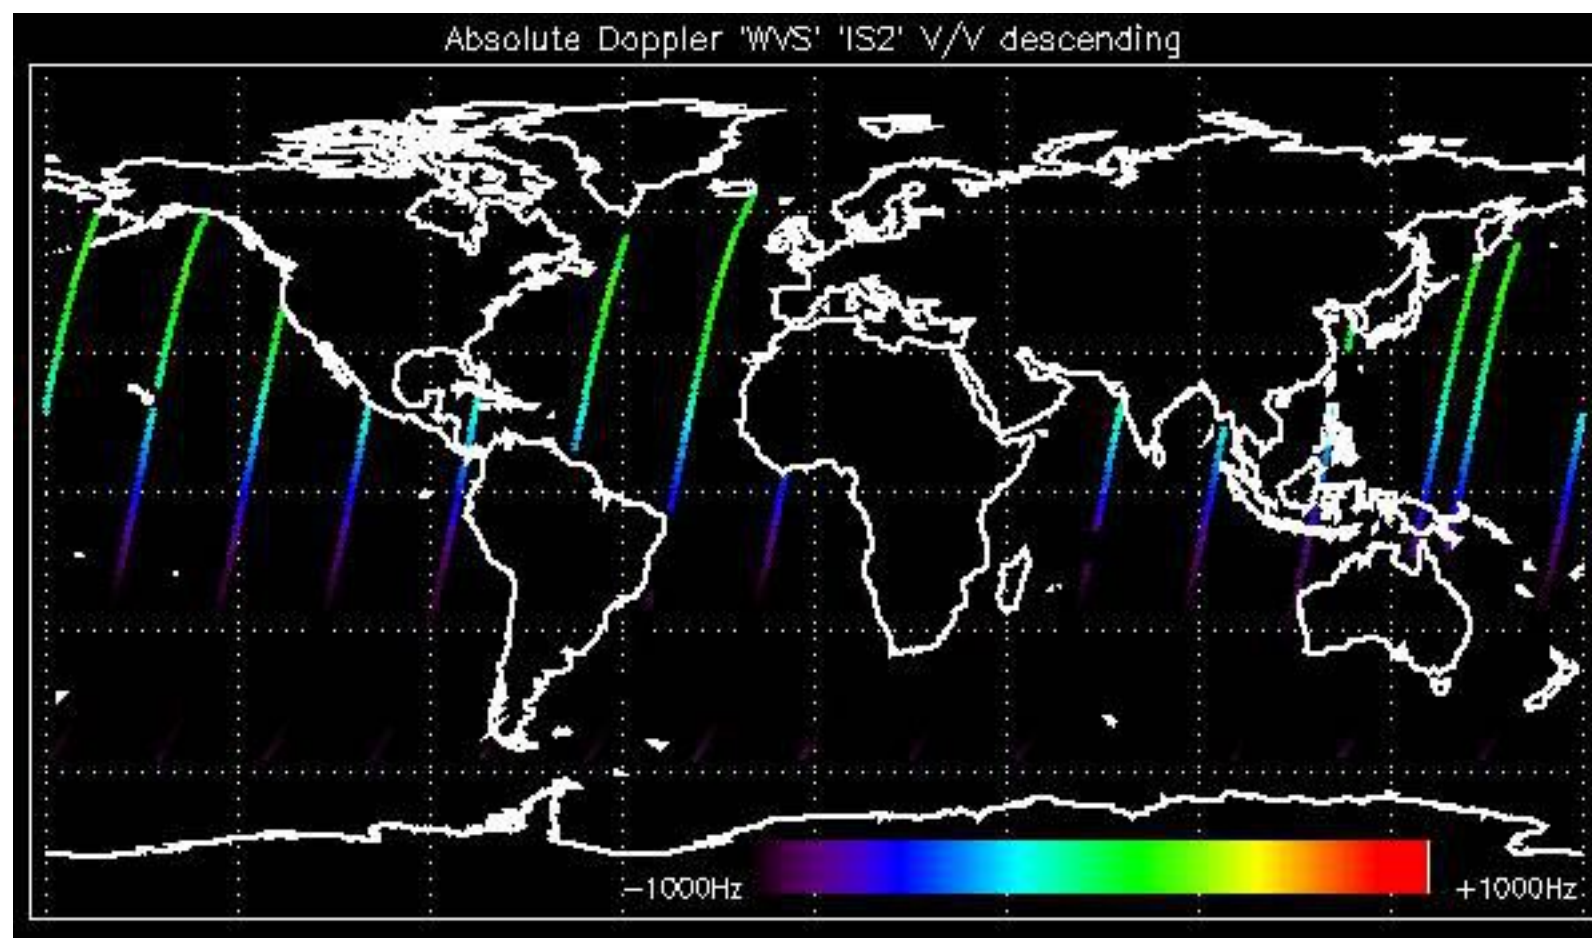 Absolute Doppler 'WVS' 'IS2' V/V descending
-1000Hz +1000Hz